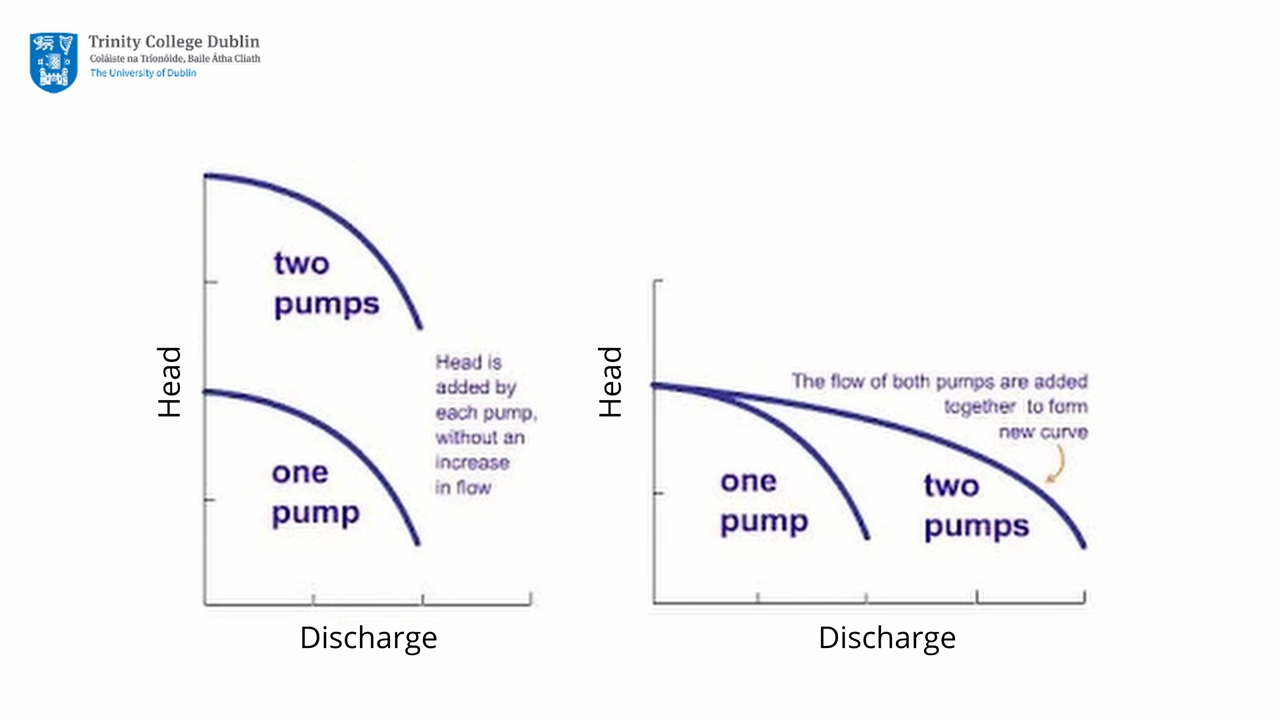 Trinity College Dublin
Coláiste na Tríonóide, Baile Átha Cliath
The University of Dublin
two
pumps
one
pump
Head is
added by
each pump,
without an
increase
in flow
Head
Discharge
The flow of both pumps are added
together to form
new curve
one
pump
two
pumps
Head
Discharge